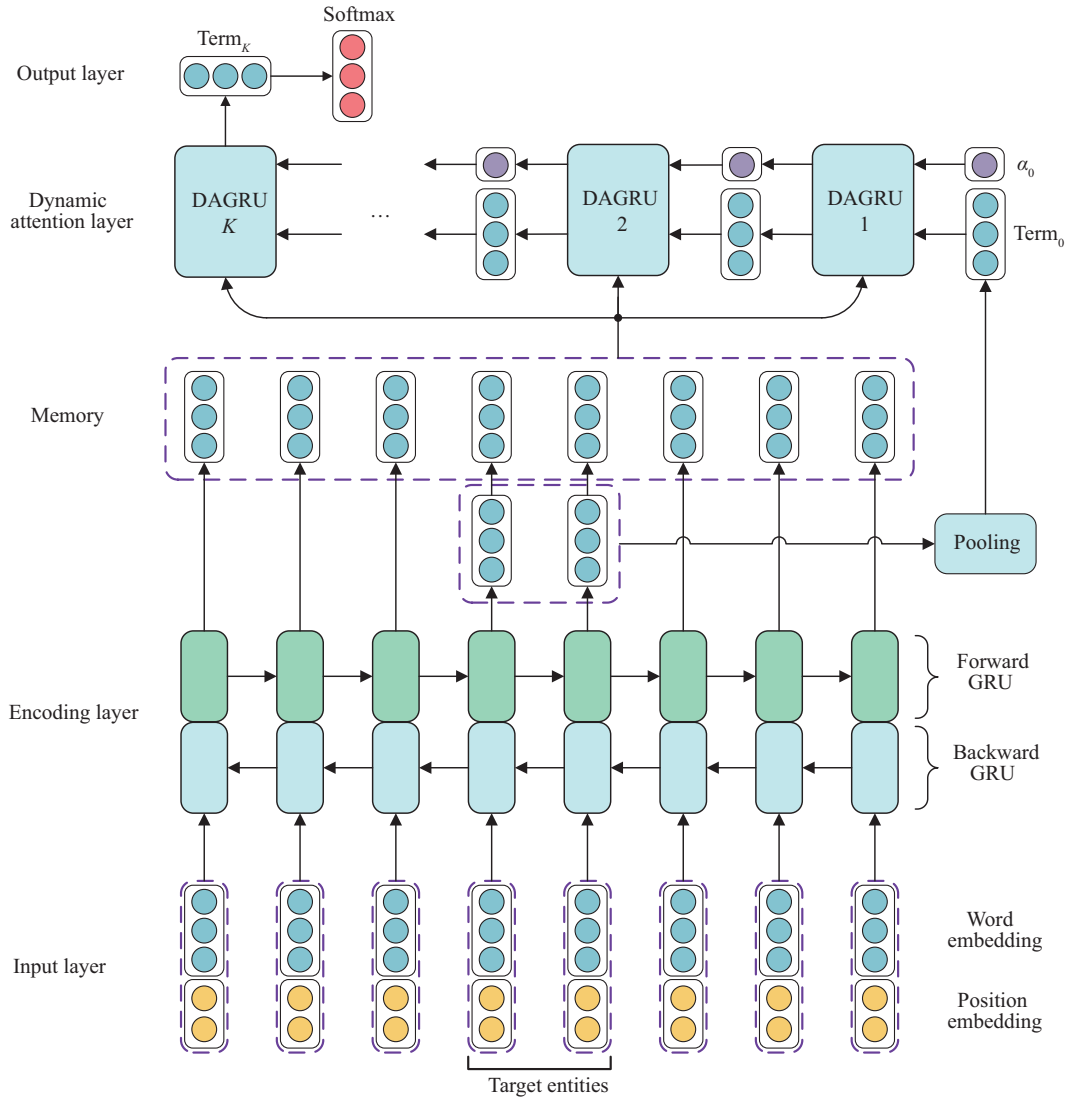 Softmax
Term_K
Output layer
Dynamic
attention layer
DAGRU
K
…
DAGRU
2
DAGRU
1
α_0
Term_0
Memory
Pooling
Encoding layer
Forward
GRU
Backward
GRU
Input layer
Word
embedding
Position
embedding
Target entities